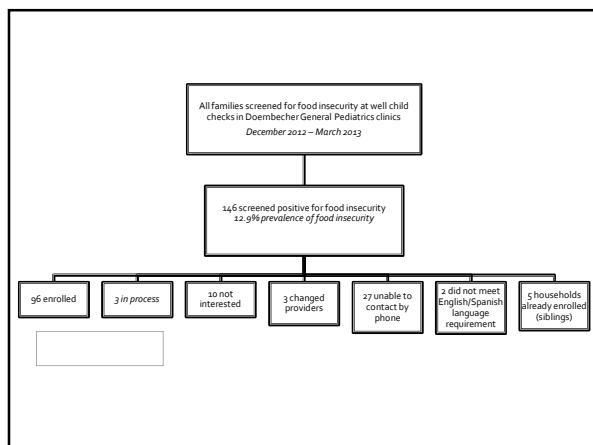 All families screened for food insecurity at well child
checks in Doernbecher General Pediatrics clinics
December 2012 – March 2013
146 screened positive for food insecurity
12.9% prevalence of food insecurity
96 enrolled
3 in process
10 not
interested
3 changed
providers
27 unable to
contact by
phone
2 did not meet
English/Spanish
language
requirement
5 households
already enrolled
(siblings)